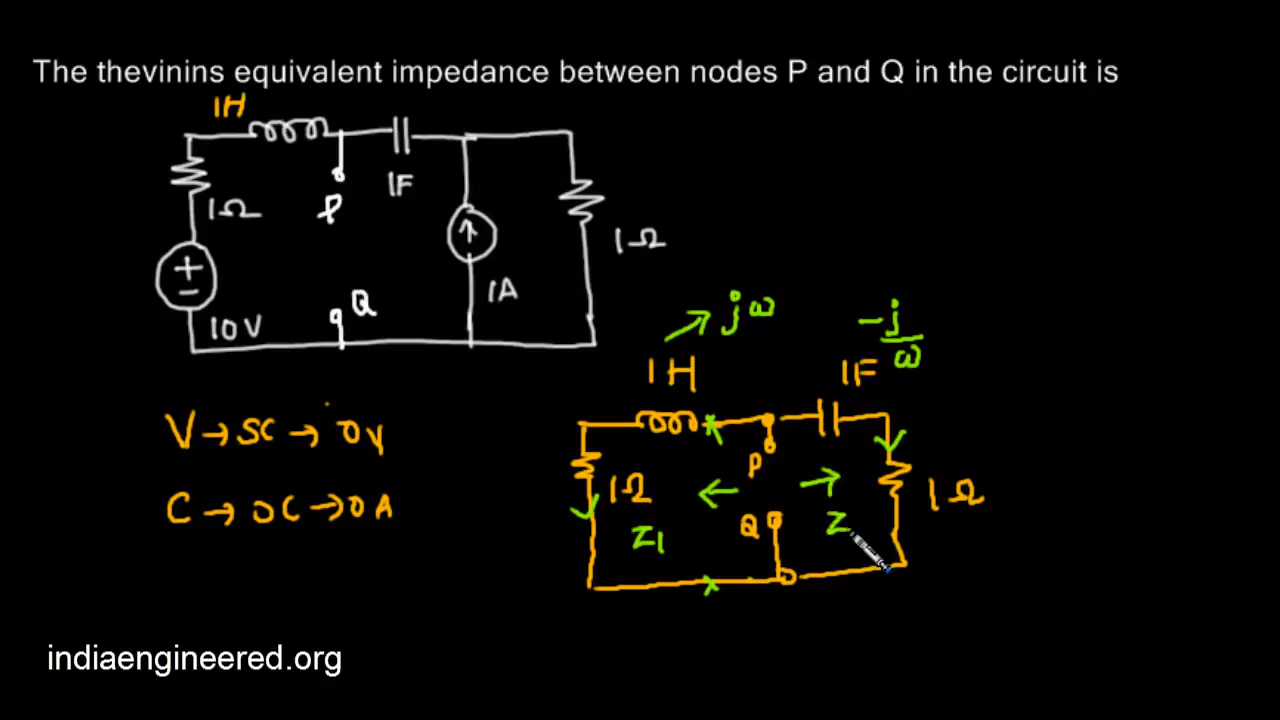 The thevinins equivalent impedance between nodes P and Q in the circuit is
1H
1Ω
P
1F
1Ω
+
−
10V
Q
1A
jω
-j/ω
1H
1F
V → SC → 0V
C → OC → 0A
1Ω
P
1Ω
Q
Z1
Z
indiaengineered.org